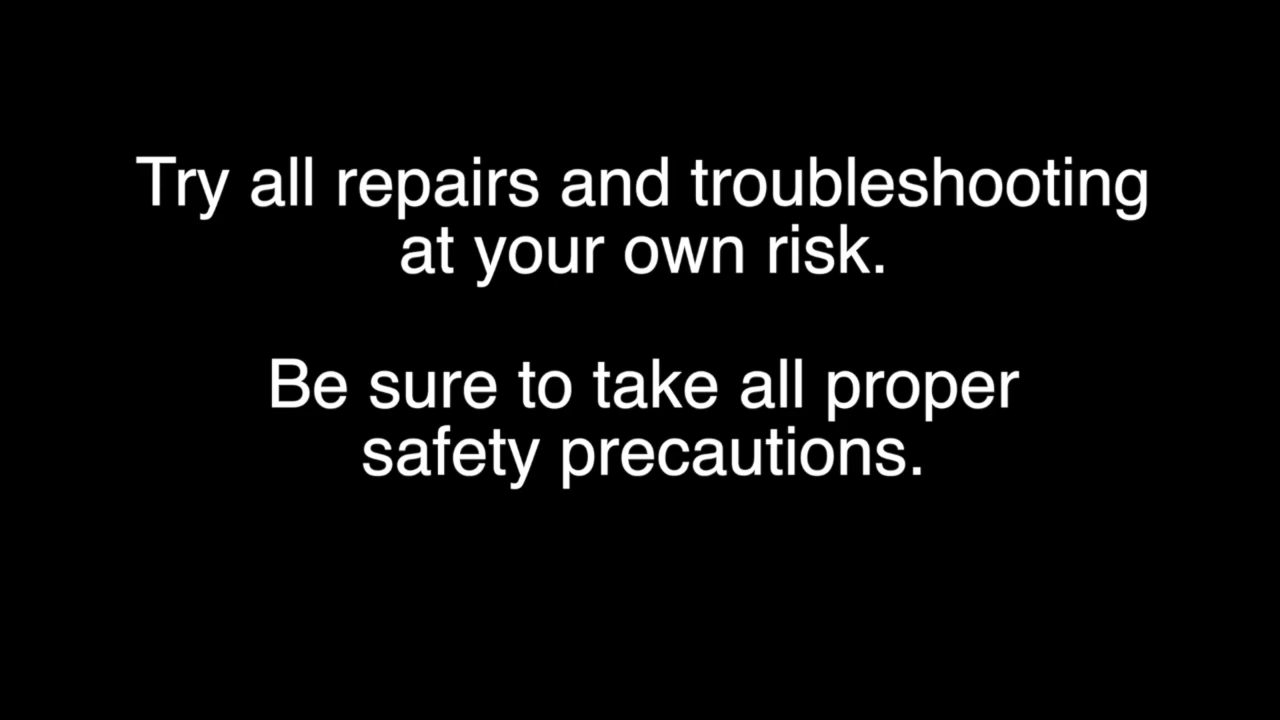 Try all repairs and troubleshooting
at your own risk.
Be sure to take all proper
safety precautions.